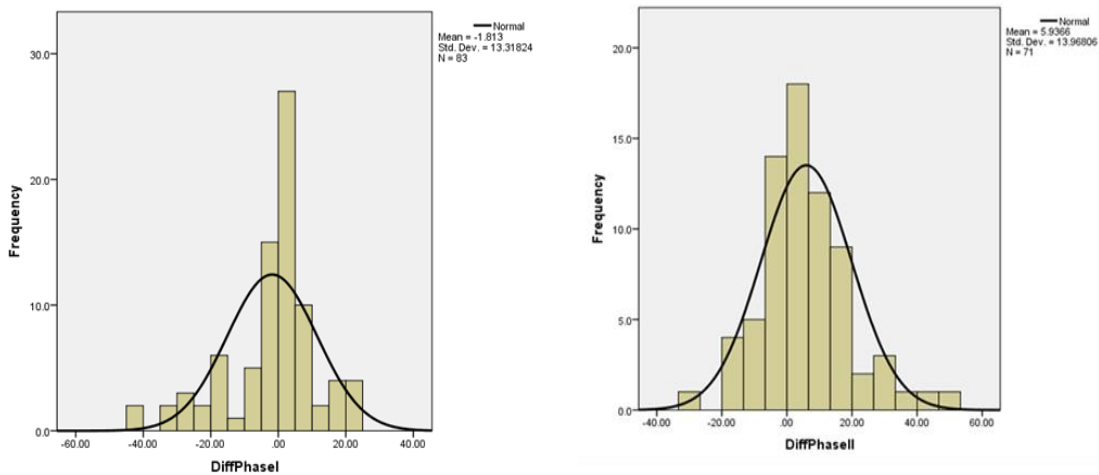 Normal
Mean = -1.813
Std. Dev. = 13.31824
N = 83
30.0
20.0
10.0
0.0
Frequency
-60.00
-40.00
-20.00
.00
20.00
40.00
DiffPhaseI
Normal
Mean = 5.9366
Std. Dev. = 13.96806
N = 71
20.0
15.0
10.0
5.0
0.0
Frequency
-40.00
-20.00
.00
20.00
40.00
60.00
DiffPhaseII